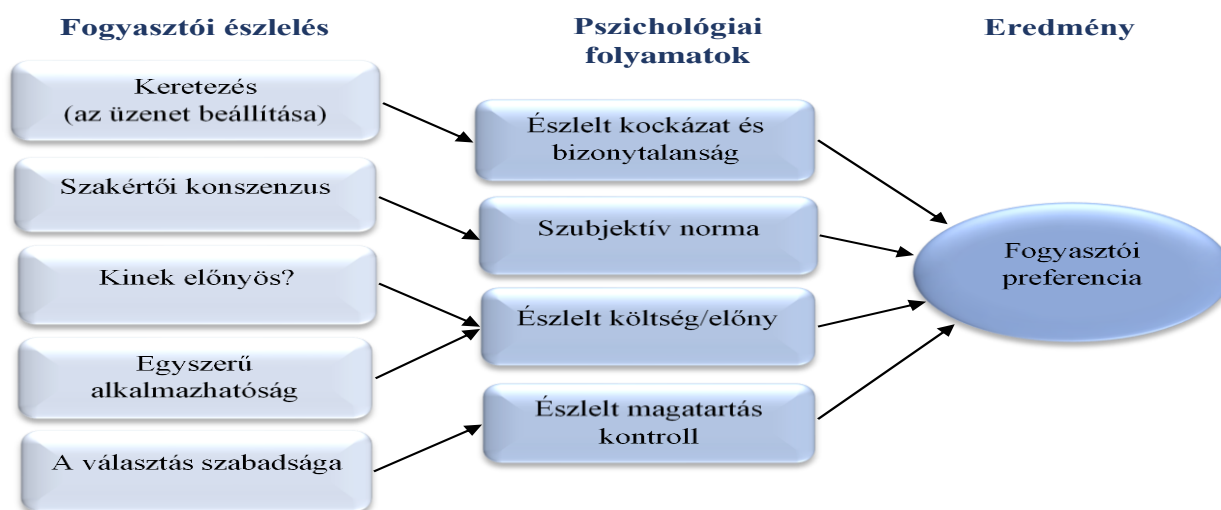 Fogyasztói észlelés
Pszichológiai
folyamatok
Eredmény
Keretezés
(az üzenet beállítása)
Szakértői konszenzus
Kinek előnyös?
Egyszerű
alkalmazhatóság
A választás szabadsága
Észlelt kockázat és
bizonytalanság
Szubjektív norma
Észlelt költség/előny
Észlelt magatartás
kontroll
Fogyasztói
preferencia